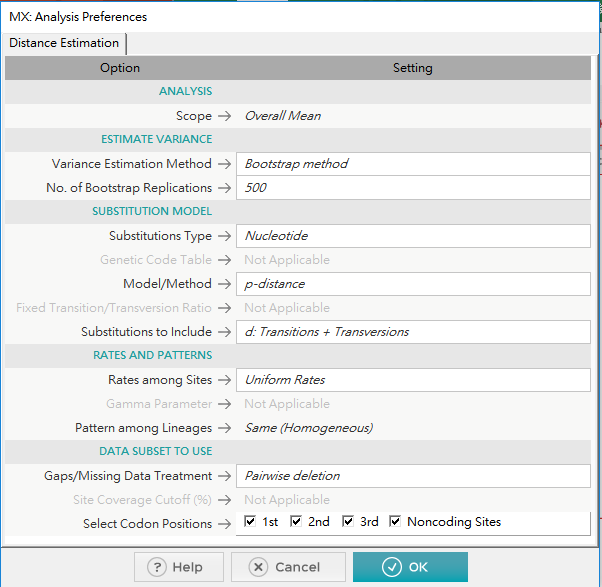 MX: Analysis Preferences
Distance Estimation
Option Setting
ANALYSIS
Scope → Overall Mean
ESTIMATE VARIANCE
Variance Estimation Method → Bootstrap method
No. of Bootstrap Replications → 500
SUBSTITUTION MODEL
Substitutions Type → Nucleotide
Genetic Code Table → Not Applicable
Model/Method → p-distance
Fixed Transition/Transversion Ratio → Not Applicable
Substitutions to Include → d: Transitions + Transversions
RATES AND PATTERNS
Rates among Sites → Uniform Rates
Gamma Parameter → Not Applicable
Pattern among Lineages → Same (Homogeneous)
DATA SUBSET TO USE
Gaps/Missing Data Treatment → Pairwise deletion
Site Coverage Cutoff (%) → Not Applicable
Select Codon Positions → 1st 2nd 3rd Noncoding Sites
? Help Cancel OK